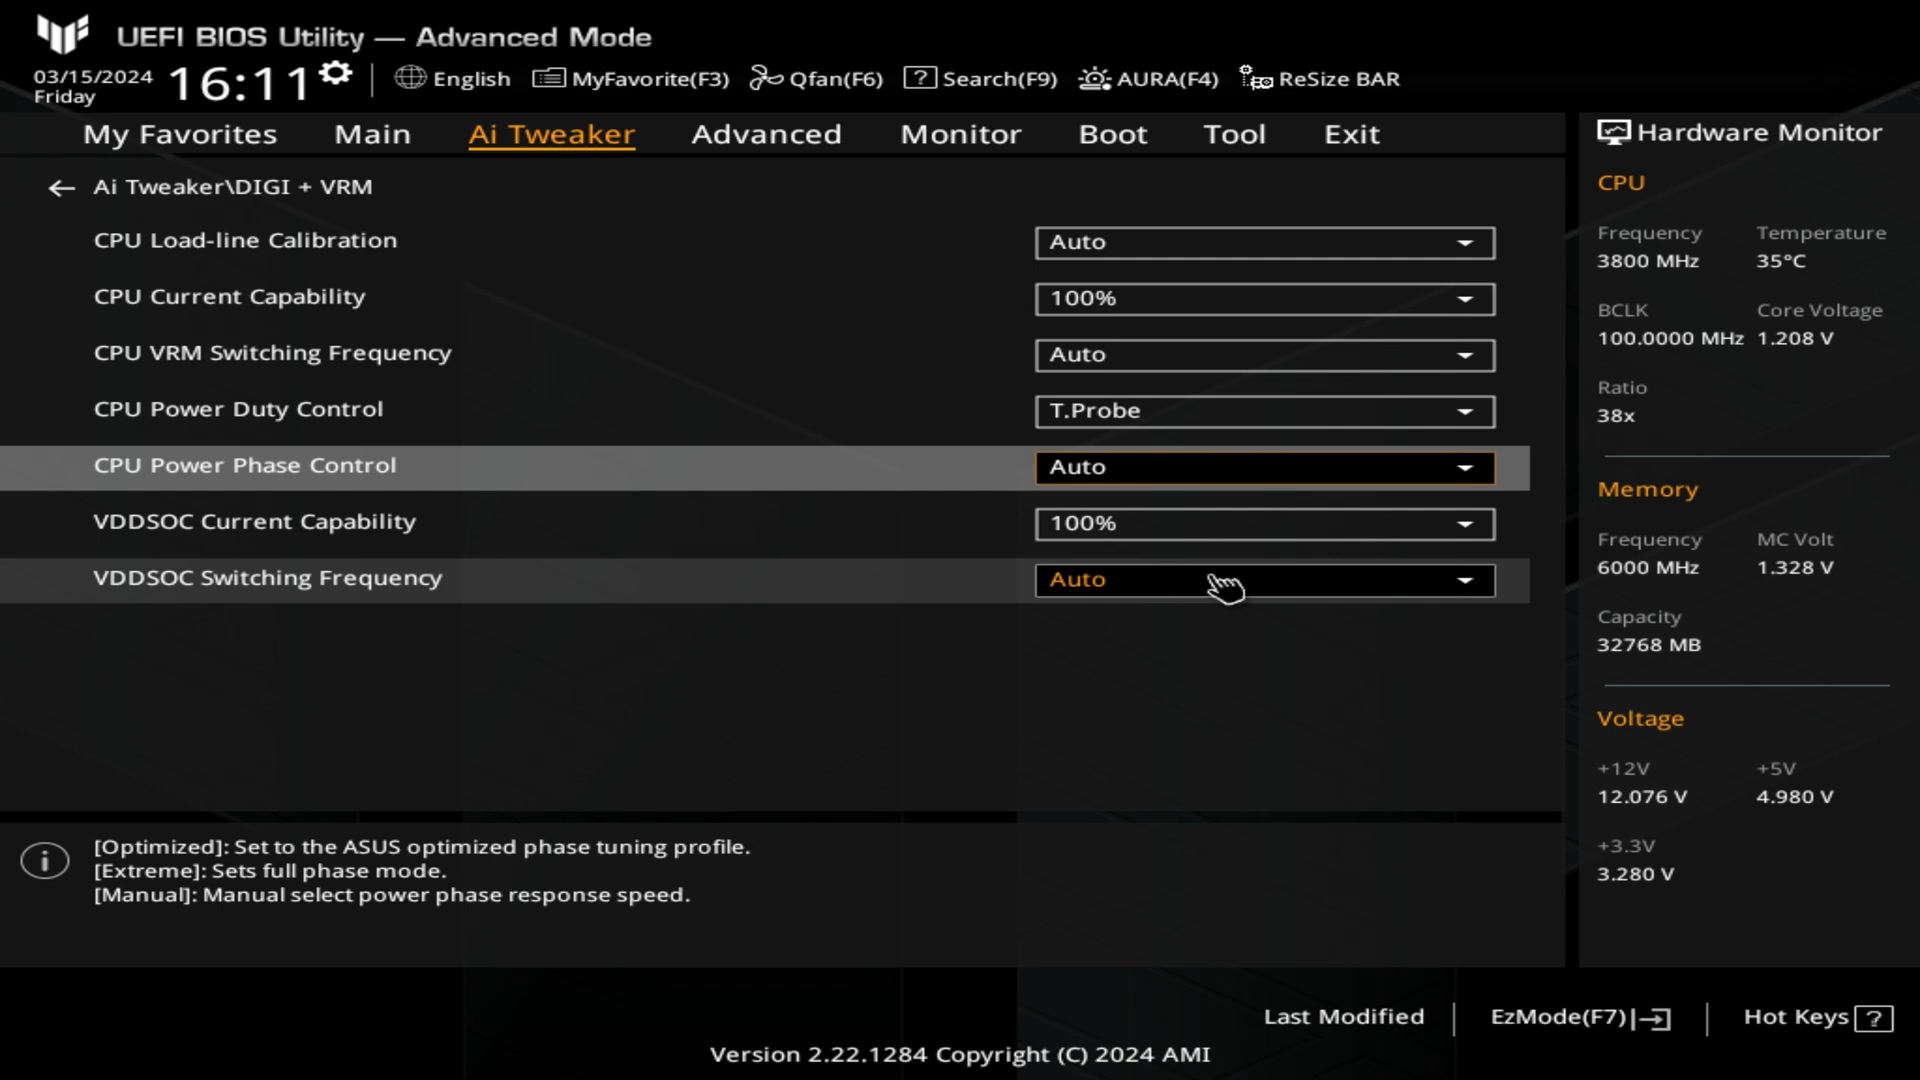 UEFI BIOS Utility — Advanced Mode
03/15/2024
Friday
16:11
English
MyFavorite(F3)
Qfan(F6)
? Search(F9)
AURA(F4)
ReSize BAR
My Favorites
Main
Ai Tweaker
Advanced
Monitor
Boot
Tool
Exit
Ai Tweaker\DIGI + VRM
CPU Load-line Calibration Auto
CPU Current Capability 100%
CPU VRM Switching Frequency Auto
CPU Power Duty Control T.Probe
CPU Power Phase Control Auto
VDDSOC Current Capability 100%
VDDSOC Switching Frequency Auto
i
[Optimized]: Set to the ASUS optimized phase tuning profile.
[Extreme]: Sets full phase mode.
[Manual]: Manual select power phase response speed.
Hardware Monitor
CPU
Frequency Temperature
3800 MHz 35°C
BCLK Core Voltage
100.0000 MHz 1.208 V
Ratio
38x
Memory
Frequency MC Volt
6000 MHz 1.328 V
Capacity
32768 MB
Voltage
+12V +5V
12.076 V 4.980 V
+3.3V
3.280 V
Last Modified
EzMode(F7)
Hot Keys ?
Version 2.22.1284 Copyright (C) 2024 AMI